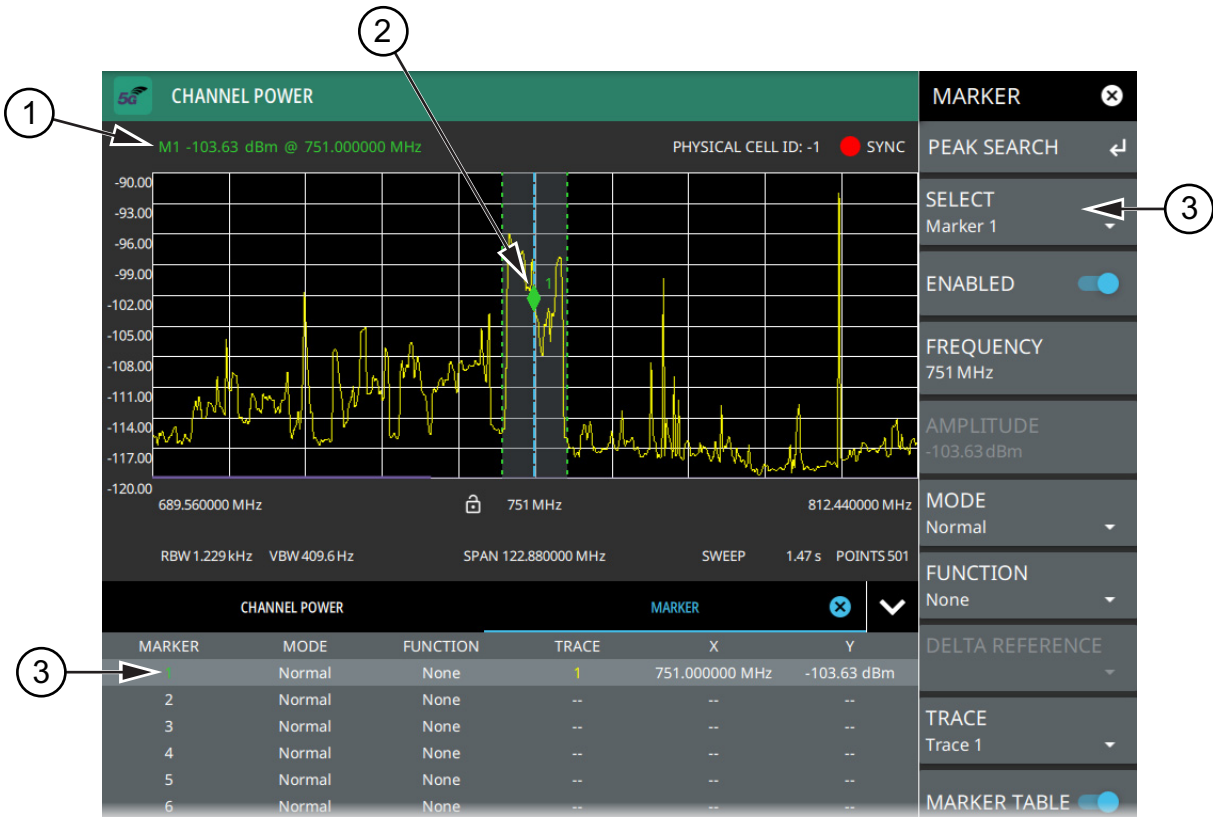 2
1
5G
CHANNEL POWER
MARKER
M1 -103.63 dBm @ 751.000000 MHz
PHYSICAL CELL ID: -1
SYNC
PEAK SEARCH
-90.00
-93.00
-96.00
-99.00
-102.00
-105.00
-108.00
-111.00
-114.00
-117.00
-120.00
1
SELECT
Marker 1
3
ENABLED
FREQUENCY
751 MHz
AMPLITUDE
-103.63 dBm
689.560000 MHz
751 MHz
812.440000 MHz
MODE
Normal
RBW 1.229 kHz VBW 409.6 Hz SPAN 122.880000 MHz SWEEP 1.47 s POINTS 501
FUNCTION
None
CHANNEL POWER
MARKER
DELTA REFERENCE
MARKER MODE FUNCTION TRACE X Y
3
1 Normal None 1 751.000000 MHz -103.63 dBm
2 Normal None -- -- --
3 Normal None -- -- --
4 Normal None -- -- --
5 Normal None -- -- --
6 Normal None -- -- --
TRACE
Trace 1
MARKER TABLE